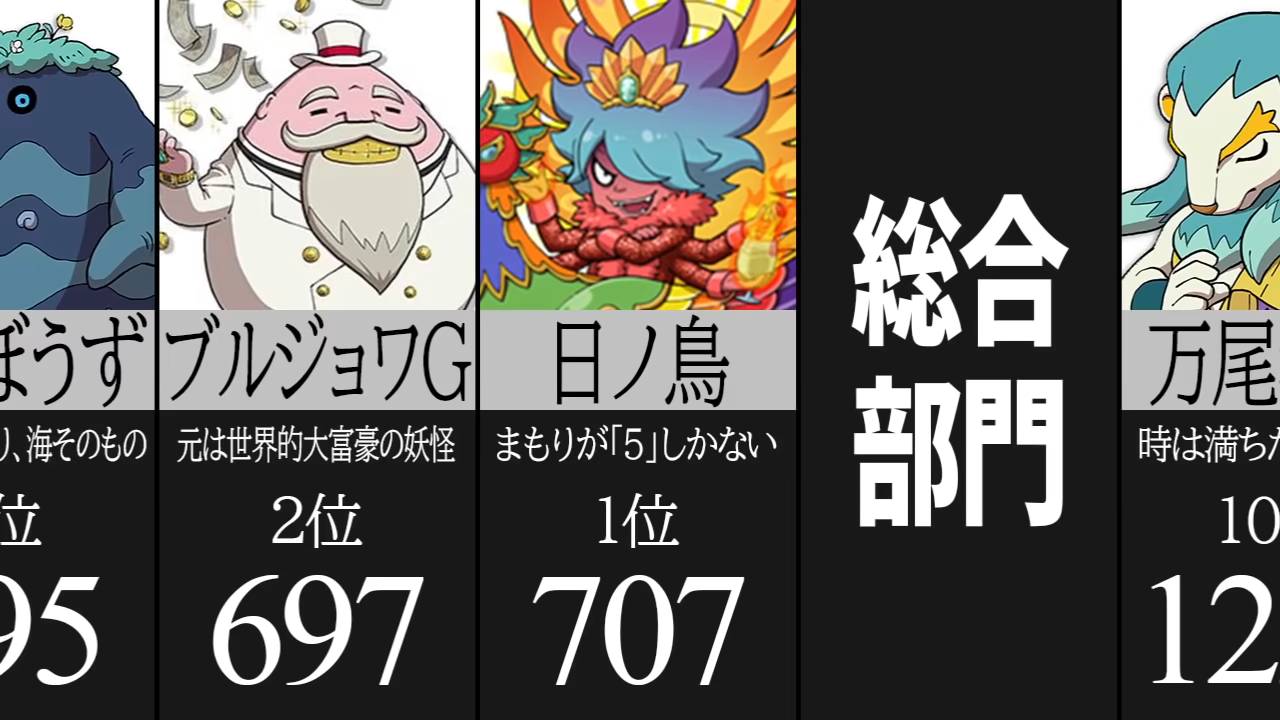 ぼうず
り、海そのもの
位
95
ブルジョワG
元は世界的大富豪の妖怪
2位
697
日ノ鳥
まもりが「5」しかない
1位
707
総合
部門
万尾
時は満ち
10
12